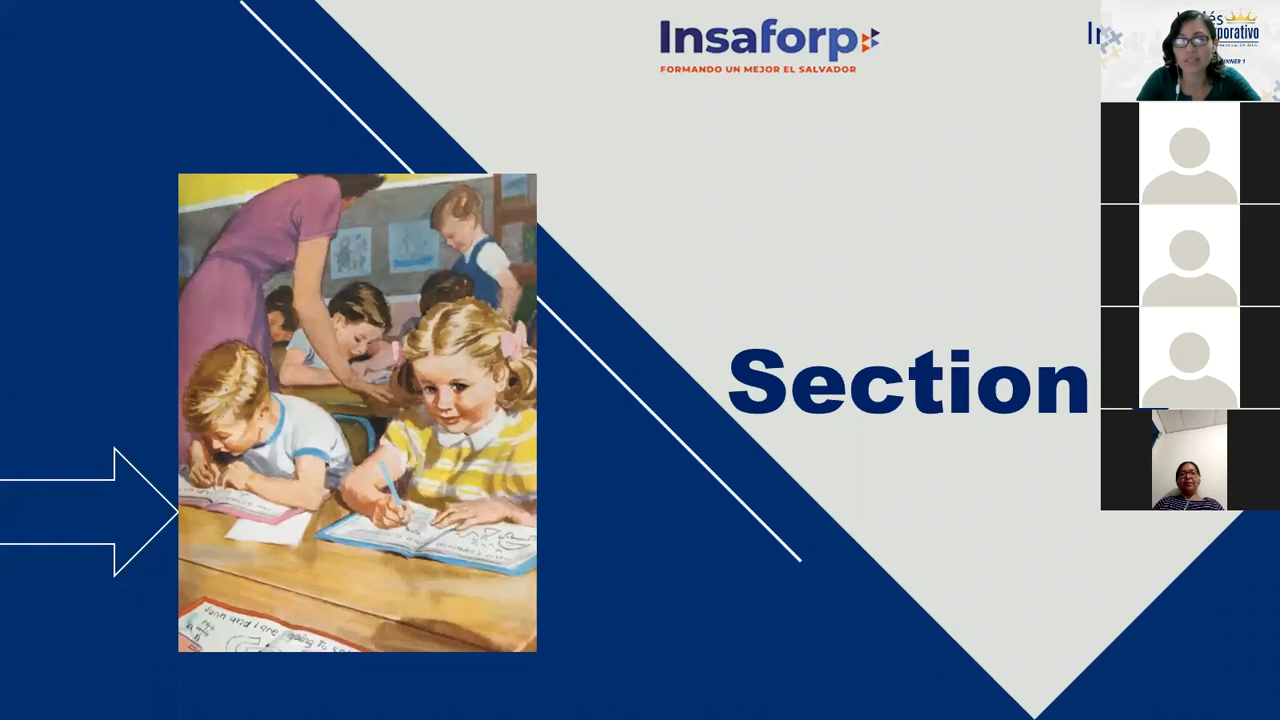 Insaforp
FORMANDO UN MEJOR EL SALVADOR
Section
John and I are
going to